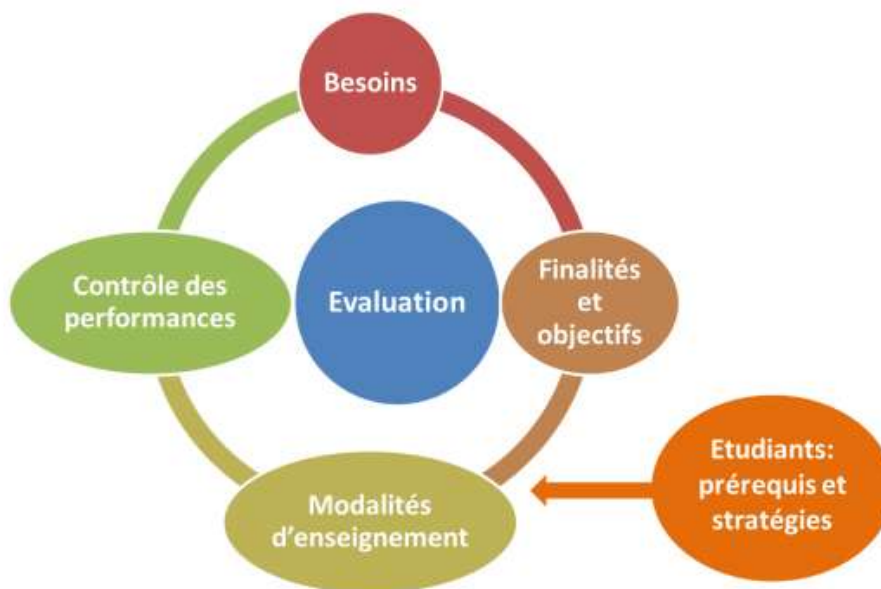 Besoins
Contrôle des
performances
Evaluation
Finalités
et
objectifs
Modalités
d'enseignement
Etudiants:
prérequis et
stratégies